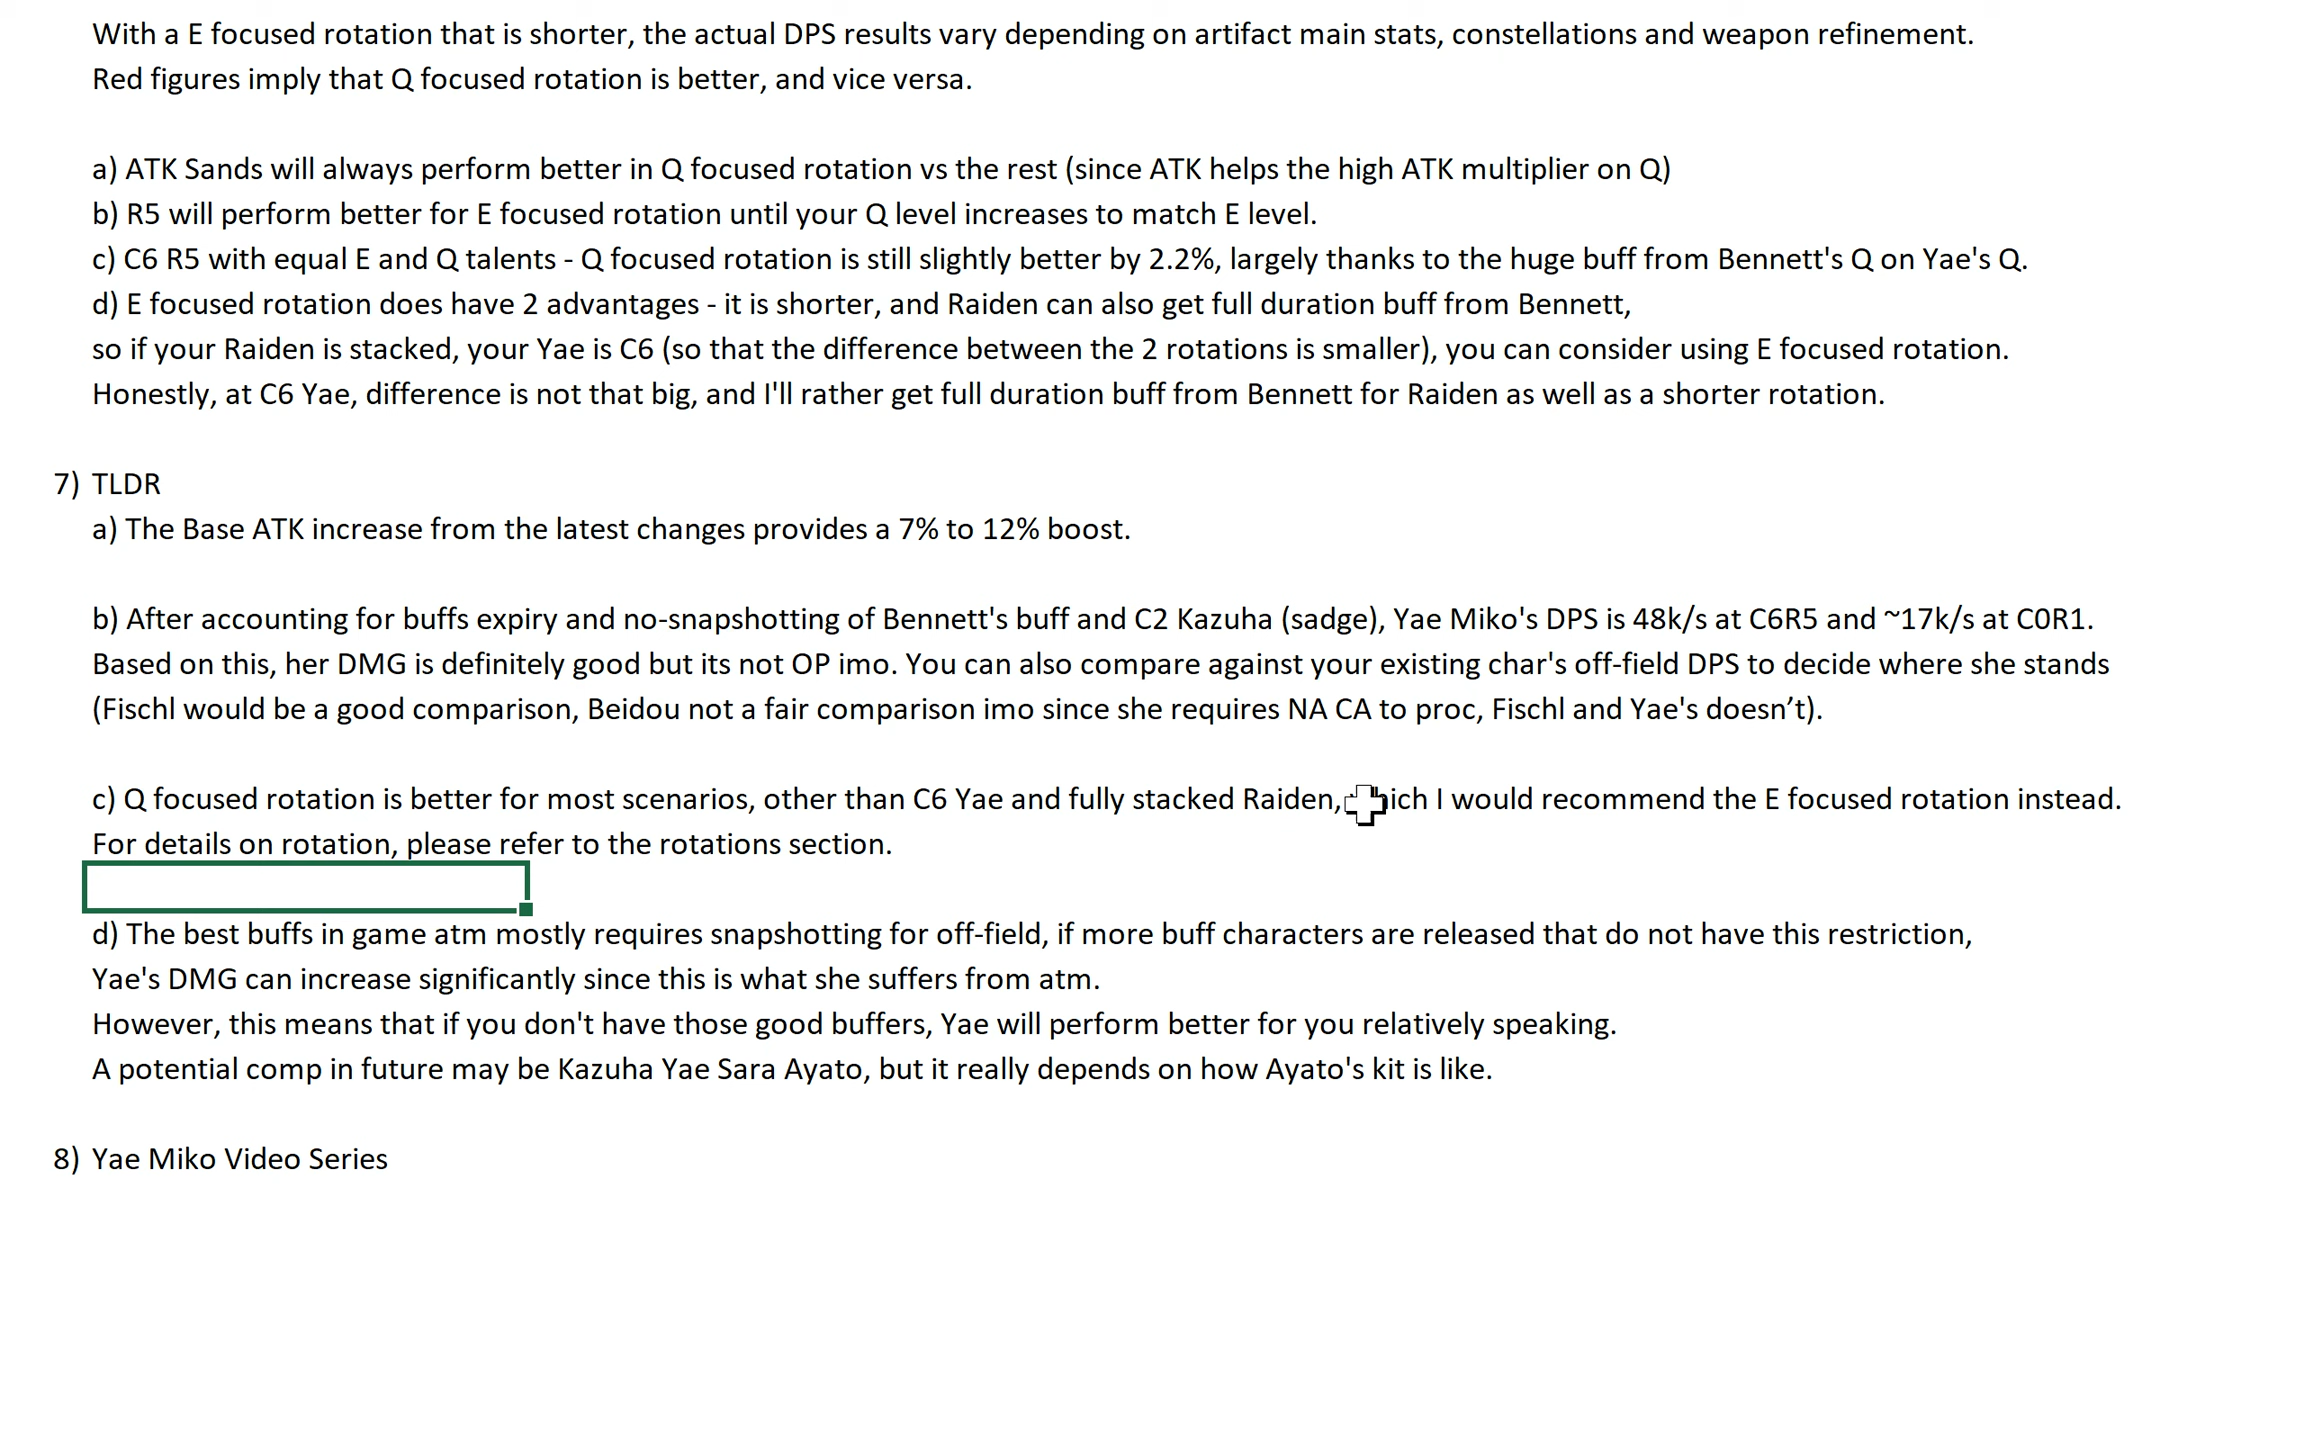 With a E focused rotation that is shorter, the actual DPS results vary depending on artifact main stats, constellations and weapon refinement.
Red figures imply that Q focused rotation is better, and vice versa.
a) ATK Sands will always perform better in Q focused rotation vs the rest (since ATK helps the high ATK multiplier on Q)
b) R5 will perform better for E focused rotation until your Q level increases to match E level.
c) C6 R5 with equal E and Q talents - Q focused rotation is still slightly better by 2.2%, largely thanks to the huge buff from Bennett's Q on Yae's Q.
d) E focused rotation does have 2 advantages - it is shorter, and Raiden can also get full duration buff from Bennett,
so if your Raiden is stacked, your Yae is C6 (so that the difference between the 2 rotations is smaller), you can consider using E focused rotation.
Honestly, at C6 Yae, difference is not that big, and I'll rather get full duration buff from Bennett for Raiden as well as a shorter rotation.
7) TLDR
a) The Base ATK increase from the latest changes provides a 7% to 12% boost.
b) After accounting for buffs expiry and no-snapshotting of Bennett's buff and C2 Kazuha (sadge), Yae Miko's DPS is 48k/s at C6R5 and ~17k/s at C0R1.
Based on this, her DMG is definitely good but its not OP imo. You can also compare against your existing char's off-field DPS to decide where she stands
(Fischl would be a good comparison, Beidou not a fair comparison imo since she requires NA CA to proc, Fischl and Yae's doesn’t).
c) Q focused rotation is better for most scenarios, other than C6 Yae and fully stacked Raiden, which I would recommend the E focused rotation instead.
For details on rotation, please refer to the rotations section.
d) The best buffs in game atm mostly requires snapshotting for off-field, if more buff characters are released that do not have this restriction,
Yae's DMG can increase significantly since this is what she suffers from atm.
However, this means that if you don't have those good buffers, Yae will perform better for you relatively speaking.
A potential comp in future may be Kazuha Yae Sara Ayato, but it really depends on how Ayato's kit is like.
8) Yae Miko Video Series